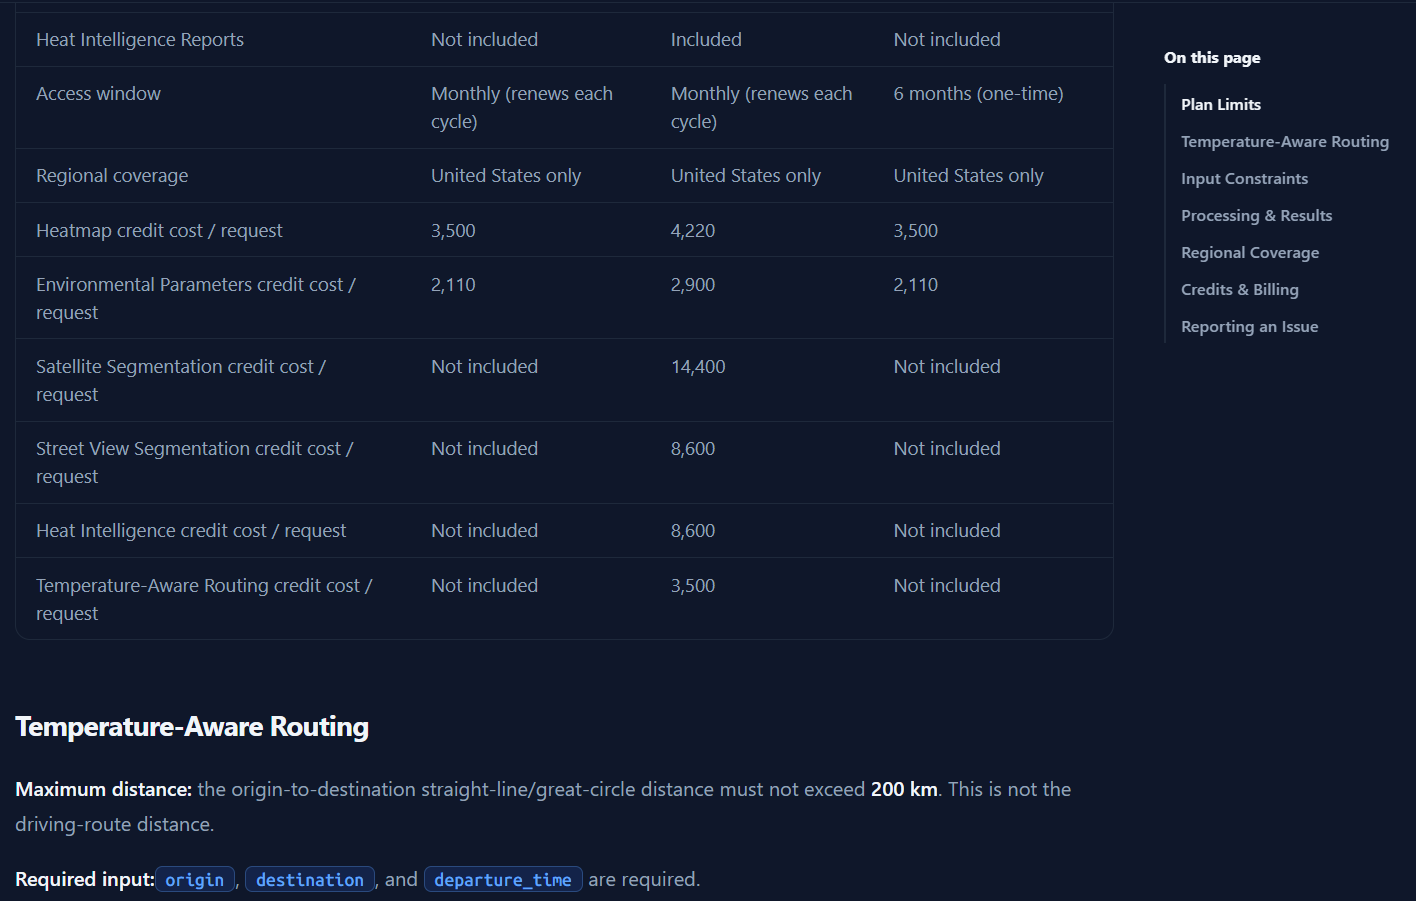 Heat Intelligence Reports Not included Included Not included
Access window Monthly (renews each Monthly (renews each 6 months (one-time)
cycle) cycle)
Regional coverage United States only United States only United States only
Heatmap credit cost / request 3,500 4,220 3,500
Environmental Parameters credit cost / 2,110 2,900 2,110
request
Satellite Segmentation credit cost / Not included 14,400 Not included
request
Street View Segmentation credit cost / Not included 8,600 Not included
request
Heat Intelligence credit cost / request Not included 8,600 Not included
Temperature-Aware Routing credit cost / Not included 3,500 Not included
request
Temperature-Aware Routing
Maximum distance: the origin-to-destination straight-line/great-circle distance must not exceed 200 km. This is not the
driving-route distance.
Required input: origin, destination, and departure_time are required.
On this page
Plan Limits
Temperature-Aware Routing
Input Constraints
Processing & Results
Regional Coverage
Credits & Billing
Reporting an Issue